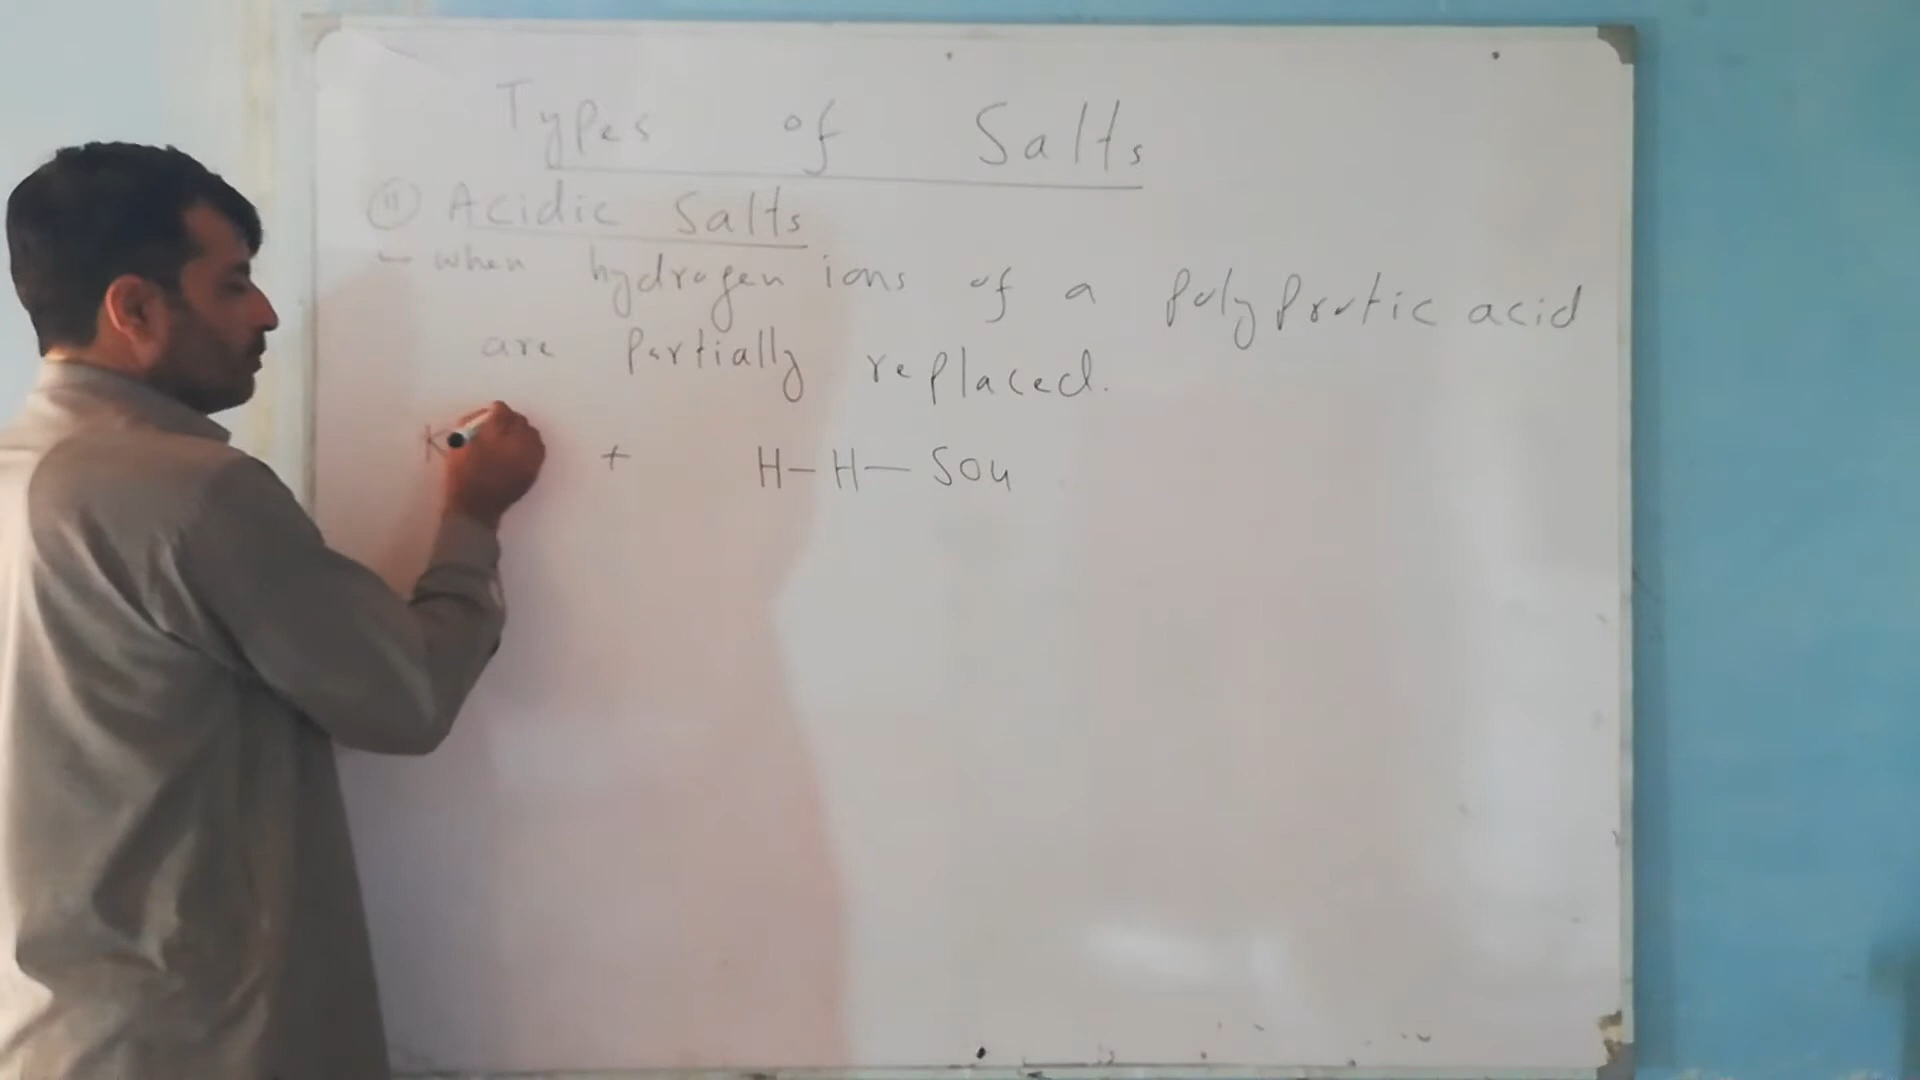 Types of Salts
(ii) Acidic Salts
- when hydrogen ions of a Polyprotic acid
are Partially replaced.
K + H-H-SO4